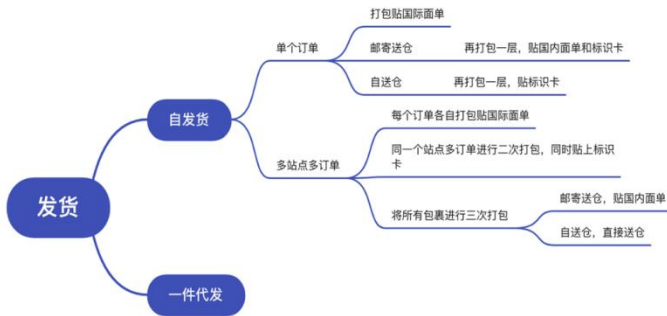 发货
自发货
单个订单
打包贴国际面单
邮寄送仓
再打包一层，贴国内面单和标识卡
自送仓
再打包一层，贴标识卡
多站点多订单
每个订单各自打包贴国际面单
同一个站点多订单进行二次打包，同时贴上标识
卡
将所有包裹进行三次打包
邮寄送仓，贴国内面单
自送仓，直接送仓
一件代发